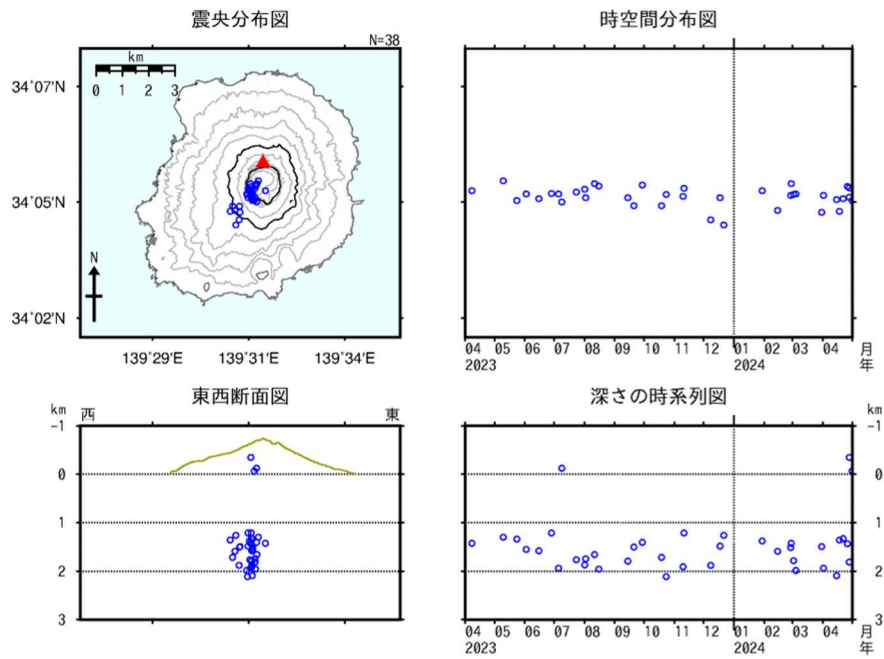 震央分布図
時空間分布図
N=38
km
0 1 2 3
34°07'N
34°05'N
34°02'N
N
139°29'E 139°31'E 139°34'E
04 05 06 07 08 09 10 11 12 01 02 03 04 月
2023 2024 年
東西断面図
深さの時系列図
km
西 東
-1
0
1
2
3
km
-1
0
1
2
3
04 05 06 07 08 09 10 11 12 01 02 03 04 月
2023 2024 年